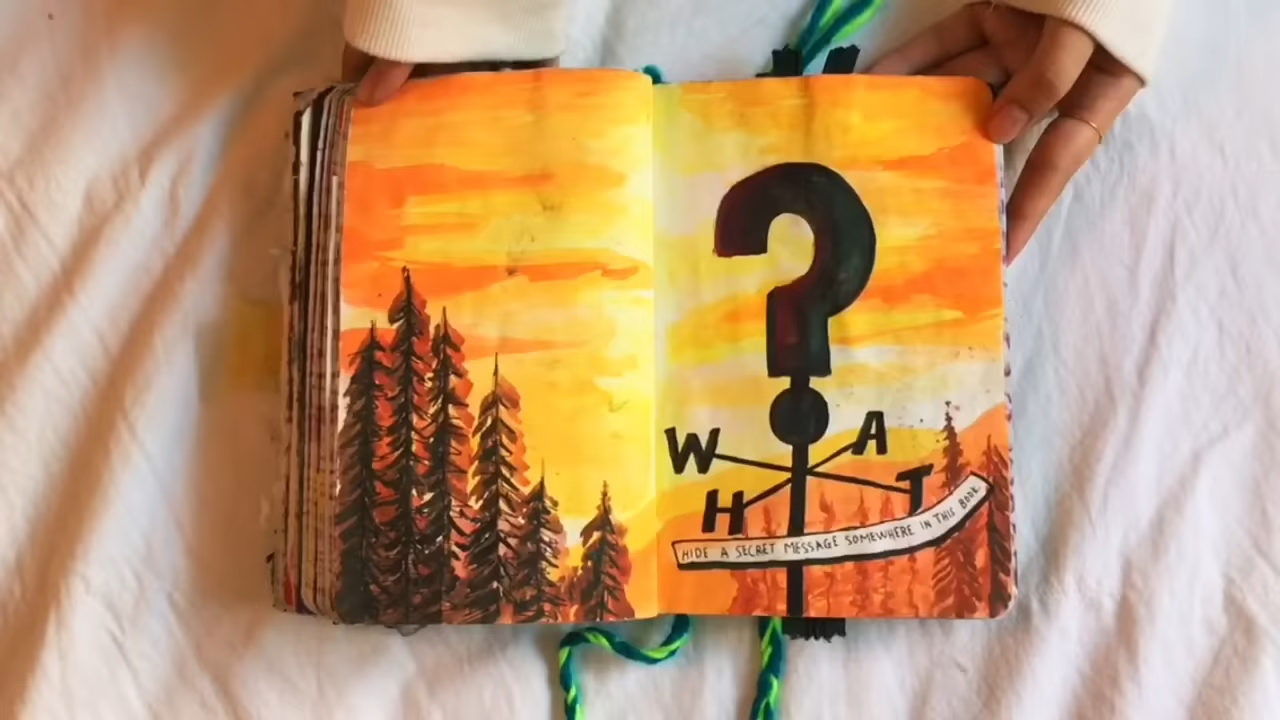 ?
W A
H T
HIDE A SECRET MESSAGE SOMEWHERE IN THIS BOOK.